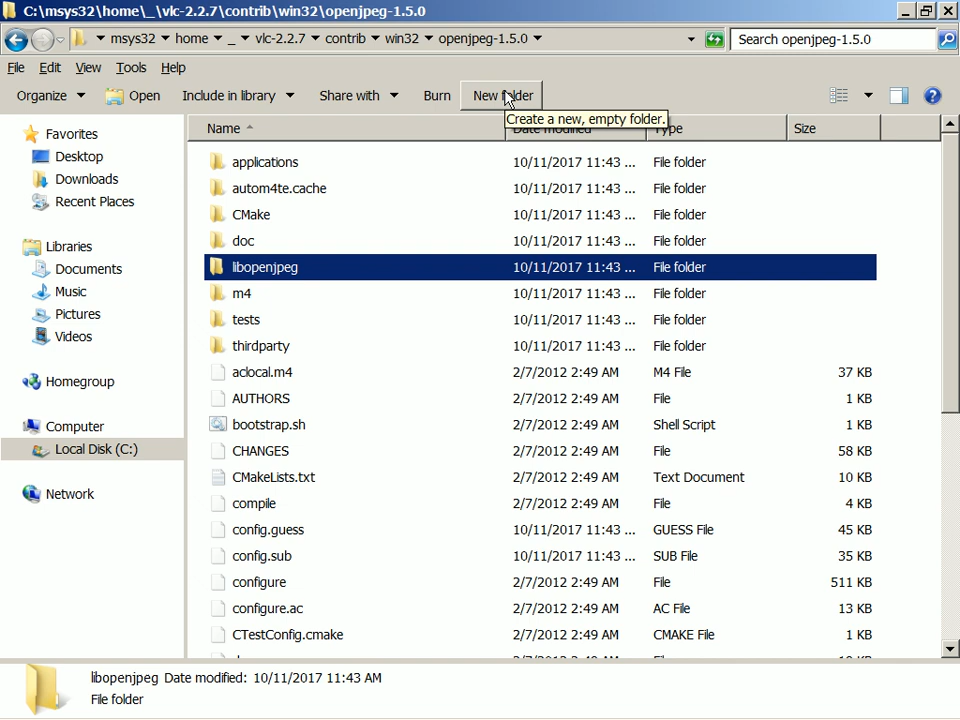 C:\msys32\home\_\vlc-2.2.7\contrib\win32\openjpeg-1.5.0
msys32 home _ vlc-2.2.7 contrib win32 openjpeg-1.5.0 Search openjpeg-1.5.0
File Edit View Tools Help
Organize Open Include in library Share with Burn New folder
Create a new, empty folder.
Name Date modified Type Size
Favorites
Desktop
Downloads
Recent Places
Libraries
Documents
Music
Pictures
Videos
Homegroup
Computer
Local Disk (C:)
Network
applications 10/11/2017 11:43 ... File folder
autom4te.cache 10/11/2017 11:43 ... File folder
CMake 10/11/2017 11:43 ... File folder
doc 10/11/2017 11:43 ... File folder
libopenjpeg 10/11/2017 11:43 ... File folder
m4 10/11/2017 11:43 ... File folder
tests 10/11/2017 11:43 ... File folder
thirdparty 10/11/2017 11:43 ... File folder
aclocal.m4 2/7/2012 2:49 AM M4 File 37 KB
AUTHORS 2/7/2012 2:49 AM File 1 KB
bootstrap.sh 2/7/2012 2:49 AM Shell Script 1 KB
CHANGES 2/7/2012 2:49 AM File 58 KB
CMakeLists.txt 2/7/2012 2:49 AM Text Document 10 KB
compile 2/7/2012 2:49 AM File 4 KB
config.guess 10/11/2017 11:43 ... GUESS File 45 KB
config.sub 10/11/2017 11:43 ... SUB File 35 KB
configure 2/7/2012 2:49 AM File 511 KB
configure.ac 2/7/2012 2:49 AM AC File 13 KB
CTestConfig.cmake 2/7/2012 2:49 AM CMAKE File 1 KB
libopenjpeg Date modified: 10/11/2017 11:43 AM
File folder